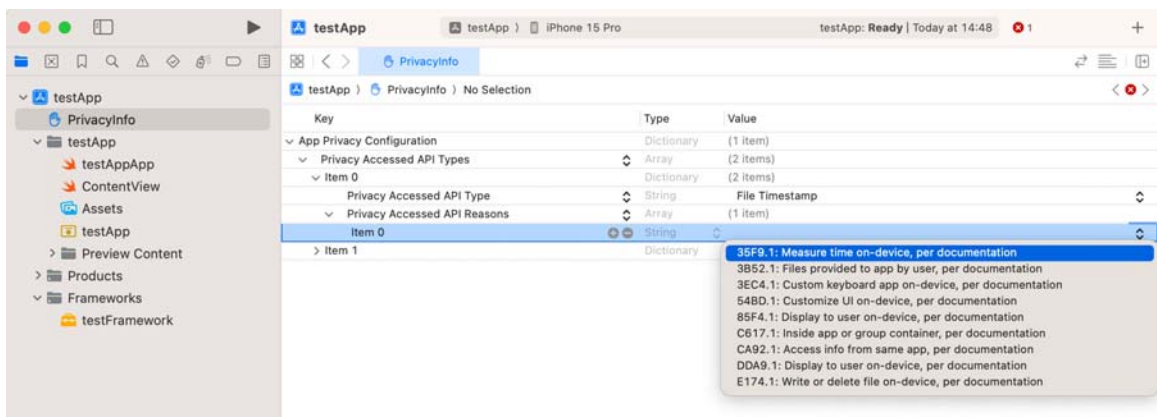 testApp
testApp 〉 iPhone 15 Pro
testApp: Ready | Today at 14:48
1
PrivacyInfo
testApp 〉 PrivacyInfo 〉 No Selection
testApp
PrivacyInfo
testApp
testAppApp
ContentView
Assets
testApp
Preview Content
Products
Frameworks
testFramework
Key Type Value
App Privacy Configuration Dictionary (1 item)
Privacy Accessed API Types Array (2 items)
Item 0 Dictionary (2 items)
Privacy Accessed API Type String File Timestamp
Privacy Accessed API Reasons Array (1 item)
Item 0 String
Item 1 Dictionary
35F9.1: Measure time on-device, per documentation
3B52.1: Files provided to app by user, per documentation
3EC4.1: Custom keyboard app on-device, per documentation
54BD.1: Customize UI on-device, per documentation
85F4.1: Display to user on-device, per documentation
C617.1: Inside app or group container, per documentation
CA92.1: Access info from same app, per documentation
DDA9.1: Display to user on-device, per documentation
E174.1: Write or delete file on-device, per documentation